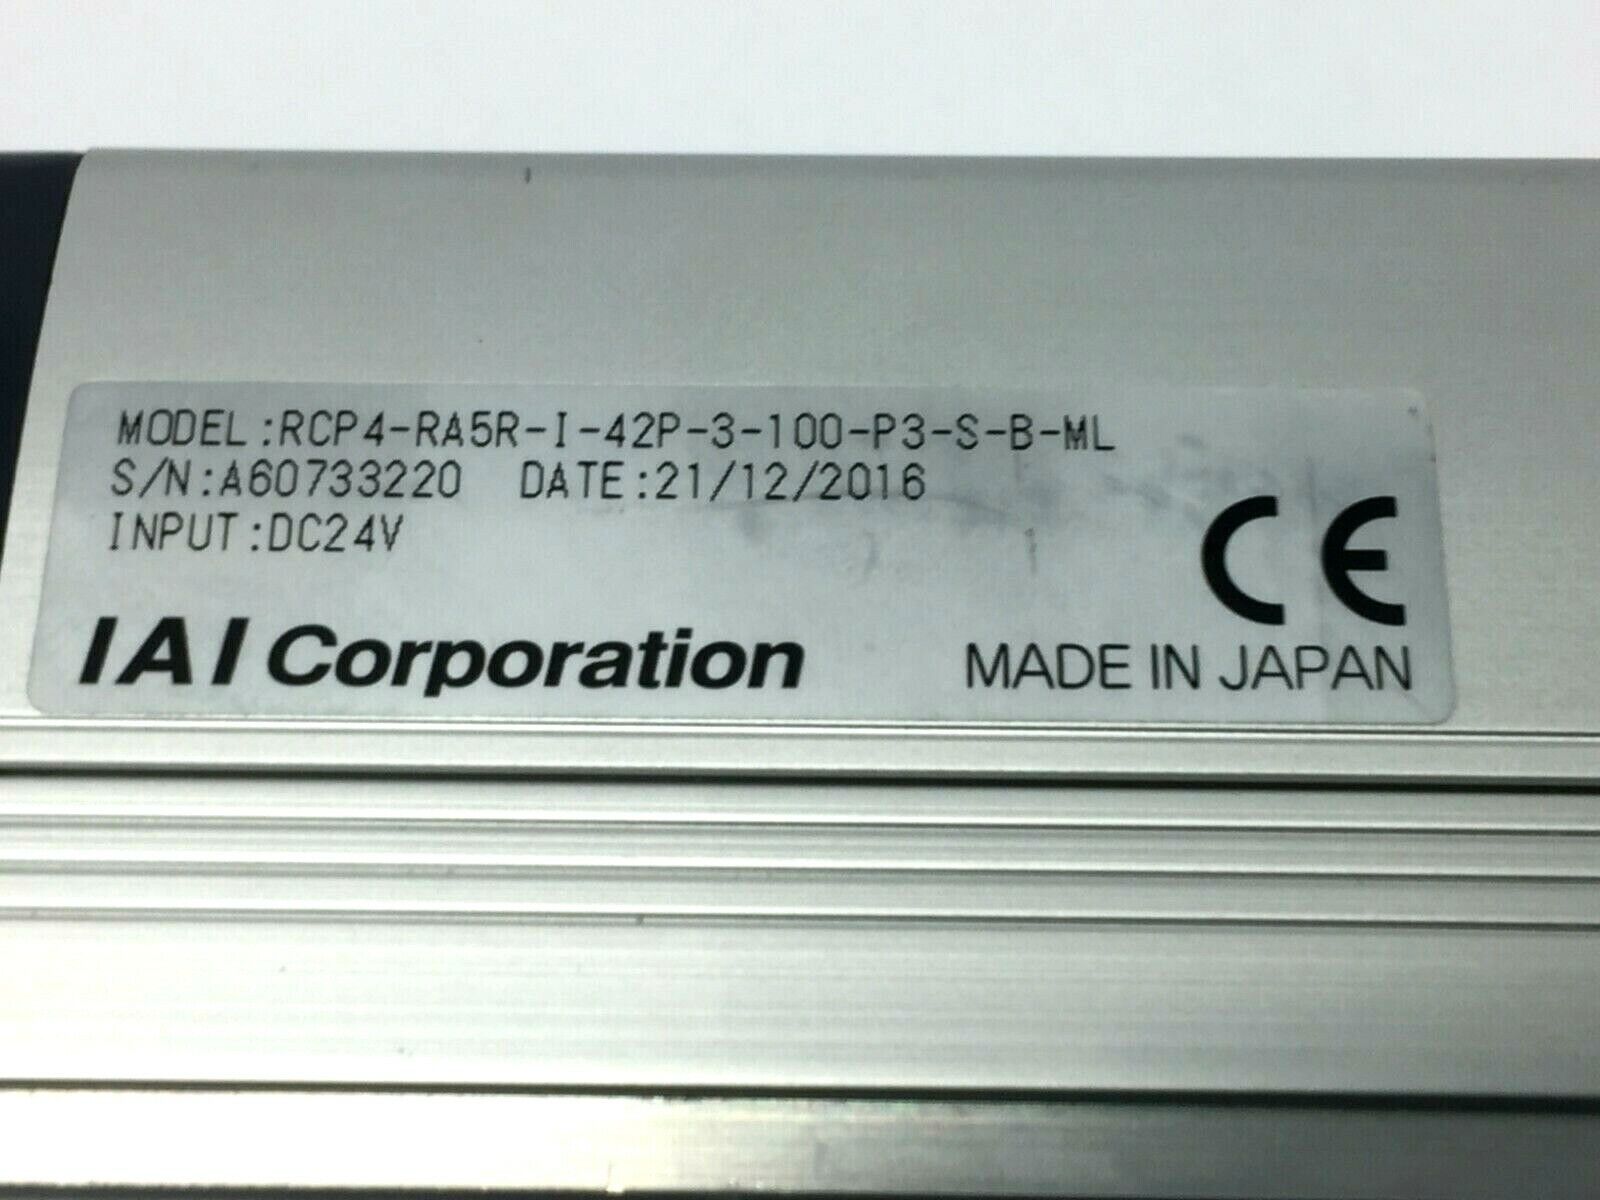 MODEL:RCP4-RA5R-I-42P-3-100-P3-S-B-ML
S/N:A60733220 DATE:21/12/2016
INPUT:DC24V
CE
IAI Corporation
MADE IN JAPAN